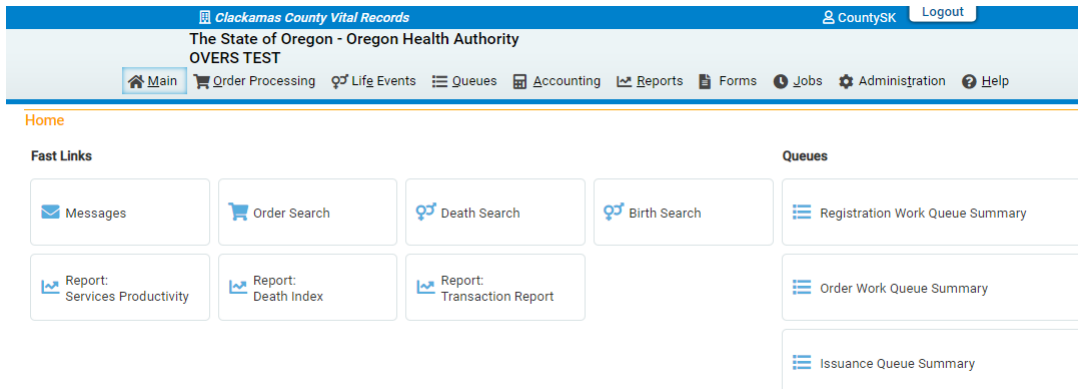 Clackamas County Vital Records
CountySK
Logout
The State of Oregon - Oregon Health Authority
OVERS TEST
Main
Order Processing
Life Events
Queues
Accounting
Reports
Forms
Jobs
Administration
Help
Home
Fast Links
Queues
Messages
Order Search
Death Search
Birth Search
Registration Work Queue Summary
Report:
Services Productivity
Report:
Death Index
Report:
Transaction Report
Order Work Queue Summary
Issuance Queue Summary